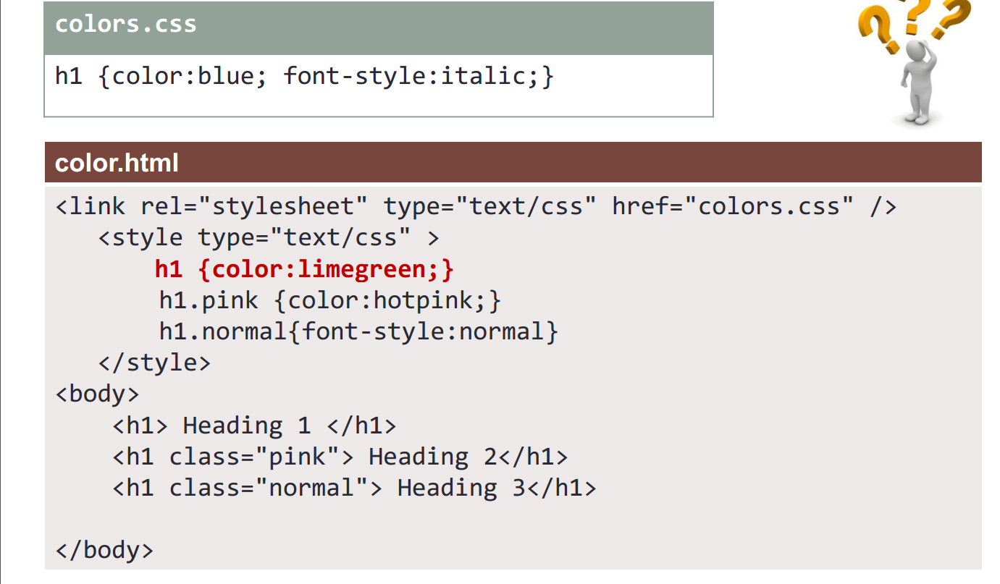 colors.css
h1 {color:blue; font-style:italic;}
color.html
<link rel="stylesheet" type="text/css" href="colors.css" />
<style type="text/css" >
h1 {color:limegreen;}
h1.pink {color:hotpink;}
h1.normal{font-style:normal}
</style>
<body>
<h1> Heading 1 </h1>
<h1 class="pink"> Heading 2</h1>
<h1 class="normal"> Heading 3</h1>
</body>